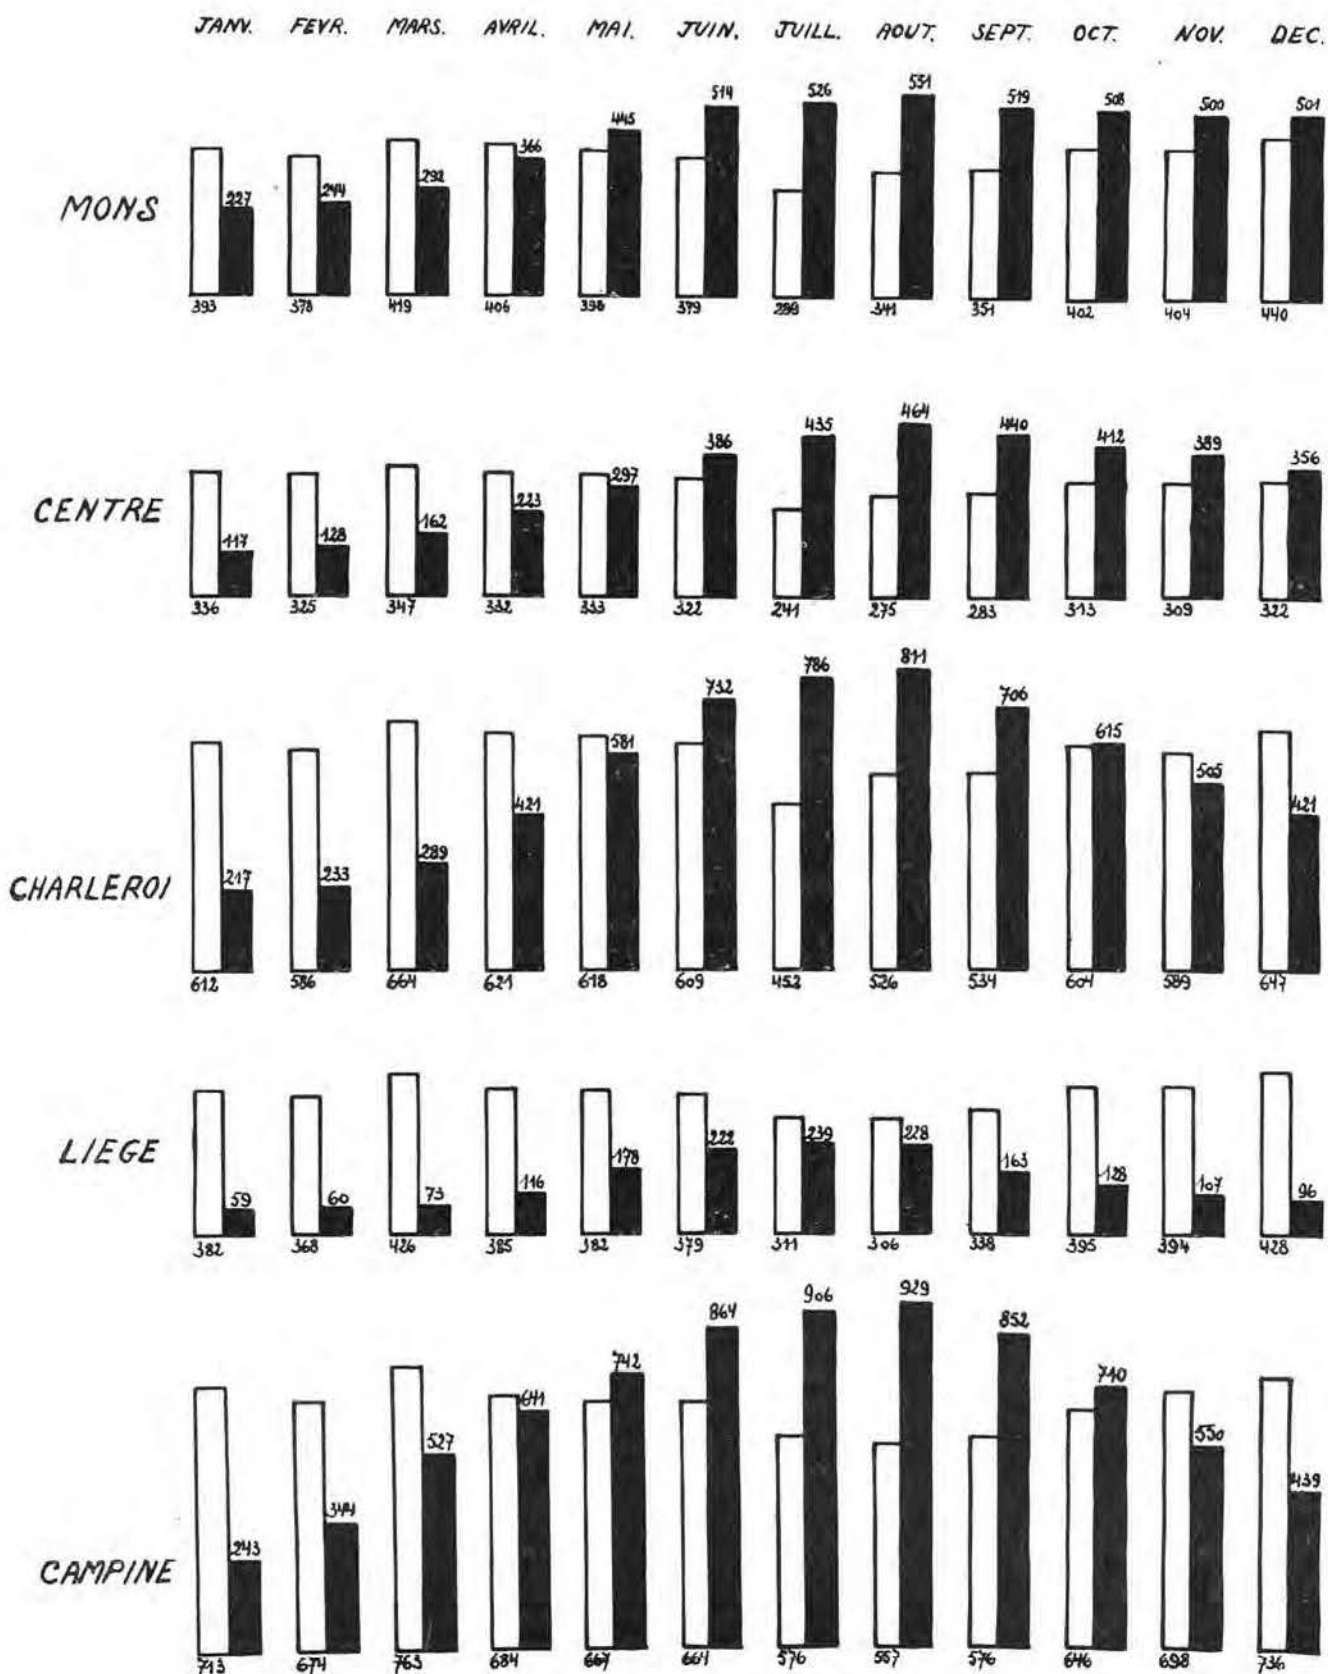 JANV. FEVR. MARS. AVRIL. MAI. JUIN. JUILL. AOUT. SEPT. OCT. NOV. DEC.
MONS
227 244 292 366 445 514 526 551 519 508 500 501
393 378 419 406 398 379 289 341 351 402 404 440
CENTRE
117 128 162 223 297 386 435 464 440 412 389 356
336 325 347 332 333 322 241 275 283 313 309 322
CHARLEROI
217 233 289 421 581 732 786 811 706 615 505 421
612 586 664 621 618 609 452 526 534 604 589 647
LIEGE
59 60 73 116 178 222 239 228 163 128 107 96
382 368 426 385 382 379 311 306 338 395 394 428
CAMPINE
243 344 527 641 742 864 906 929 852 710 550 439
713 674 763 684 667 664 576 557 576 646 698 736